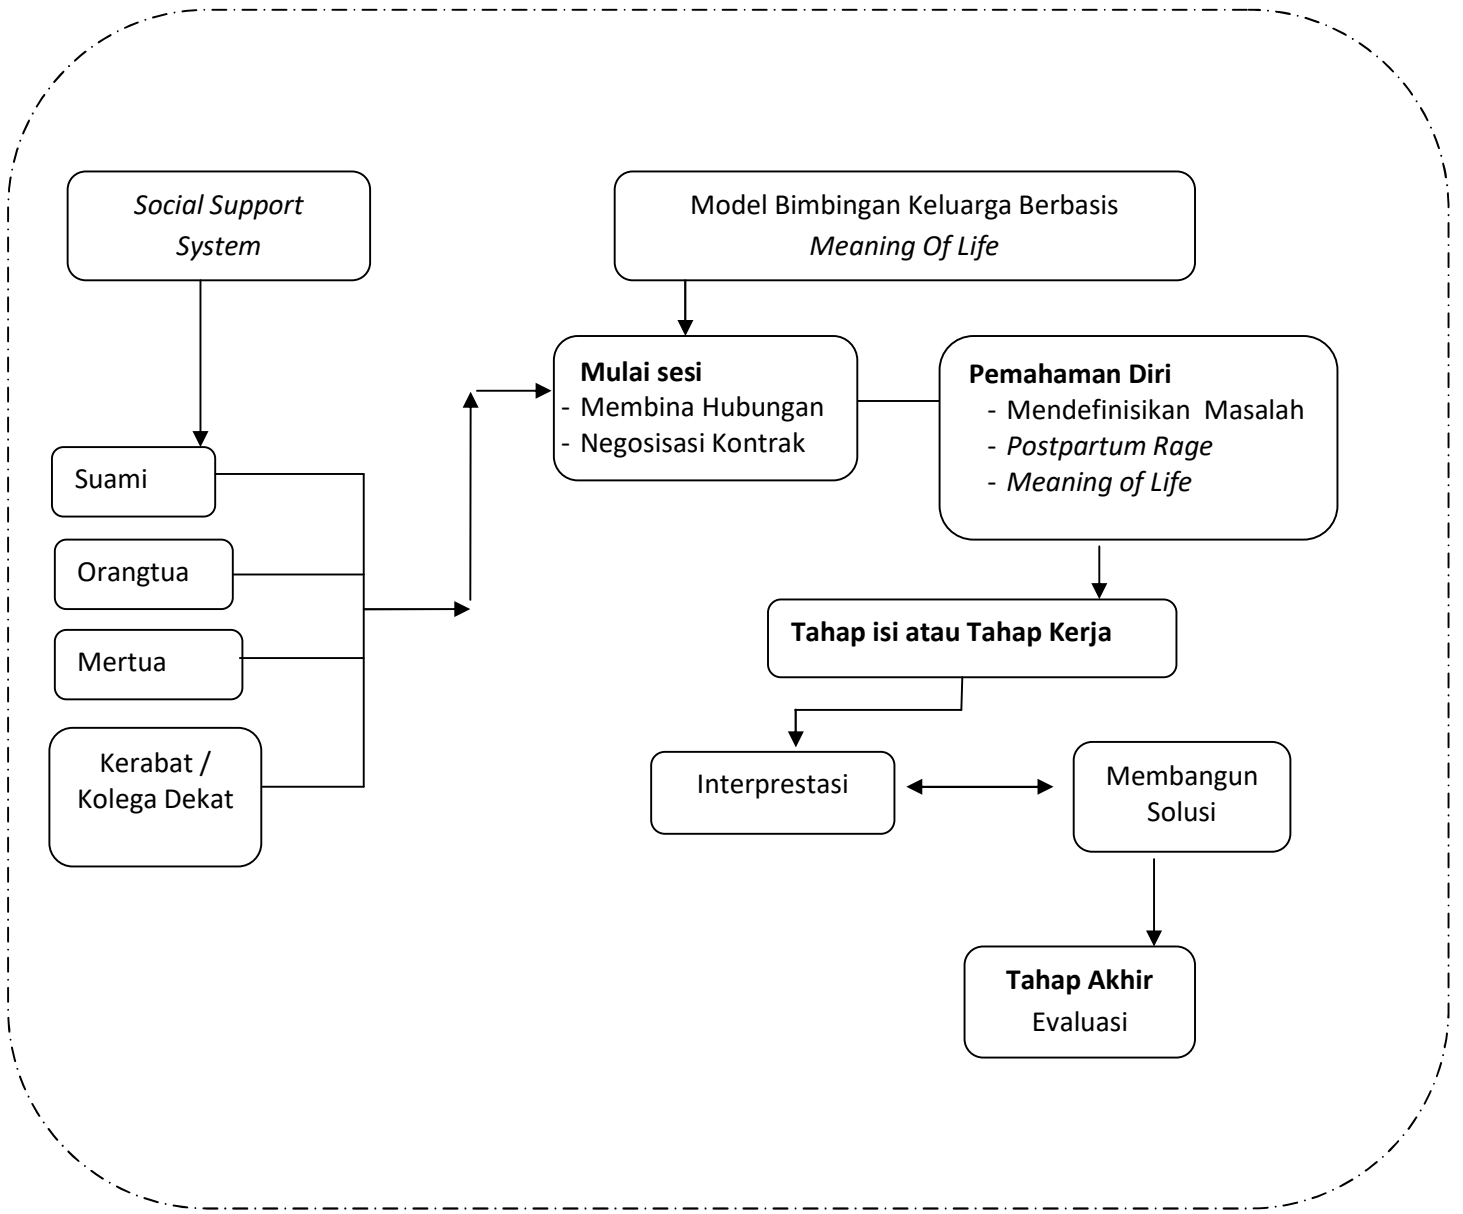 Social Support
System
Model Bimbingan Keluarga Berbasis
Meaning Of Life
Mulai sesi
- Membina Hubungan
- Negosisasi Kontrak
Pemahaman Diri
- Mendefinisikan Masalah
- Postpartum Rage
- Meaning of Life
Suami
Orangtua
Mertua
Kerabat /
Kolega Dekat
Tahap isi atau Tahap Kerja
Interprestasi
Membangun
Solusi
Tahap Akhir
Evaluasi